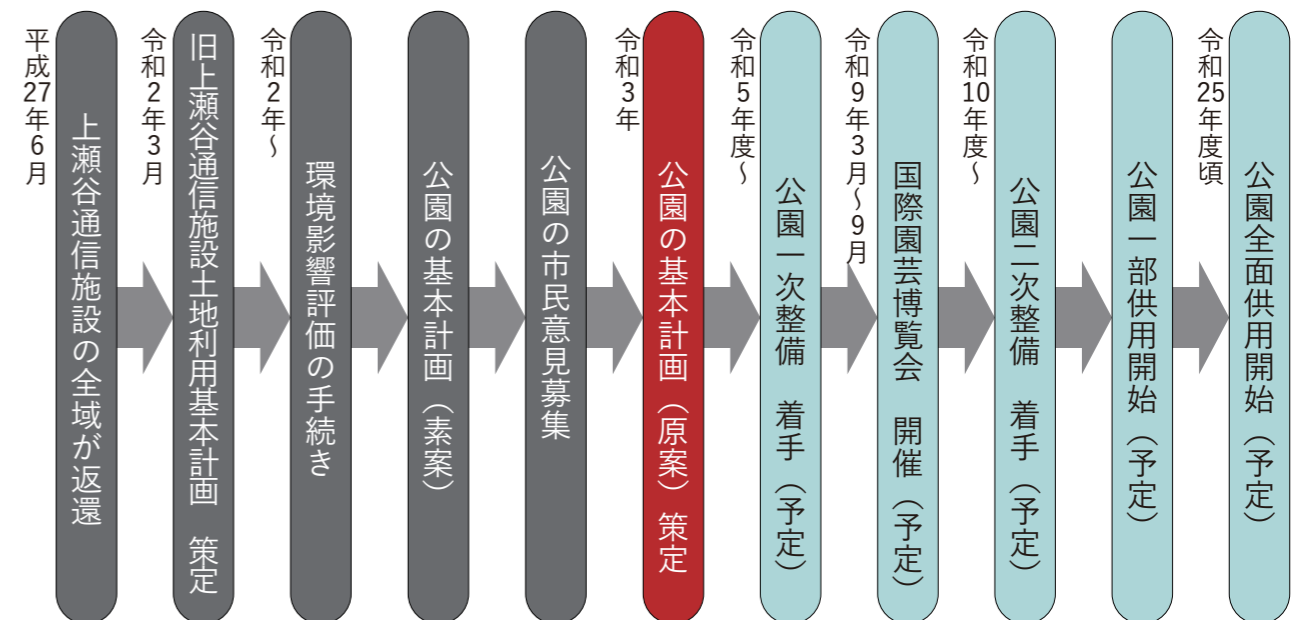 平成27年6月
上瀬谷通信施設の全域が返還
令和2年3月
旧上瀬谷通信施設土地利用基本計画　策定
令和2年～
環境影響評価の手続き
公園の基本計画（素案）
公園の市民意見募集
令和3年
公園の基本計画（原案）策定
令和5年度～
公園一次整備　着手（予定）
令和9年3月～9月
国際園芸博覧会　開催（予定）
令和10年度～
公園二次整備　着手（予定）
公園一部供用開始（予定）
令和25年度頃
公園全面供用開始（予定）